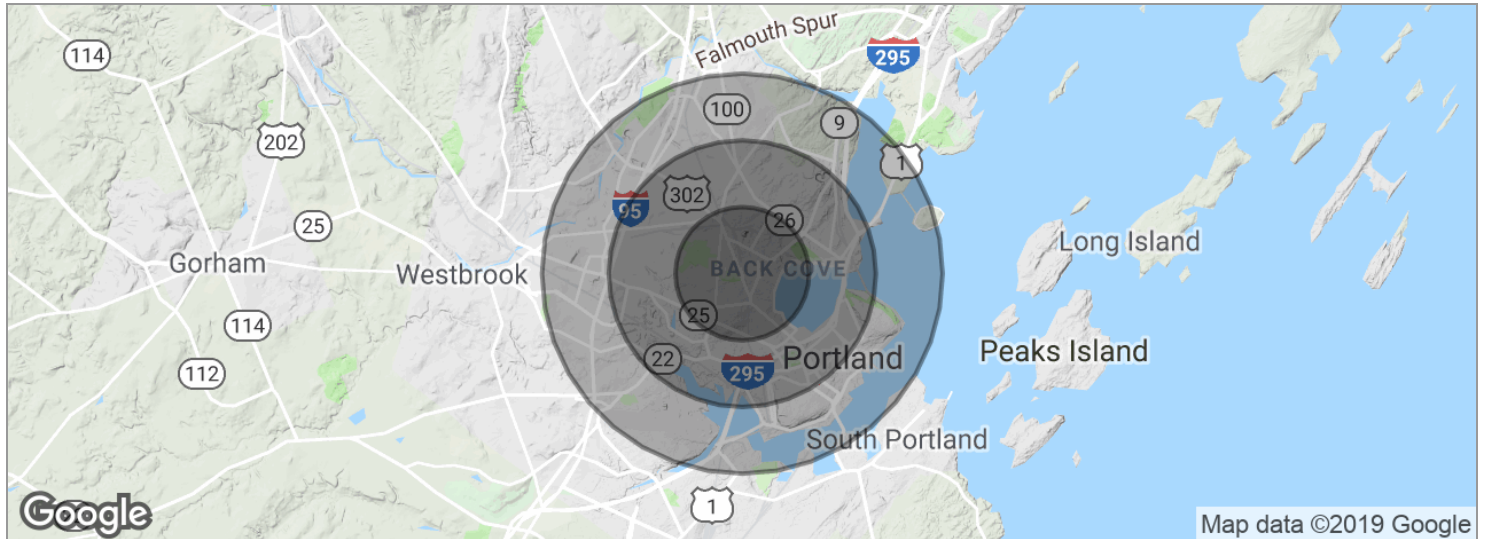 Falmouth Spur
114
295
100
9
202
1
302
95
26
25
Long Island
Gorham
Westbrook
BACK COVE
25
114
Peaks Island
22
Portland
295
112
South Portland
1
Google
Map data ©2019 Google